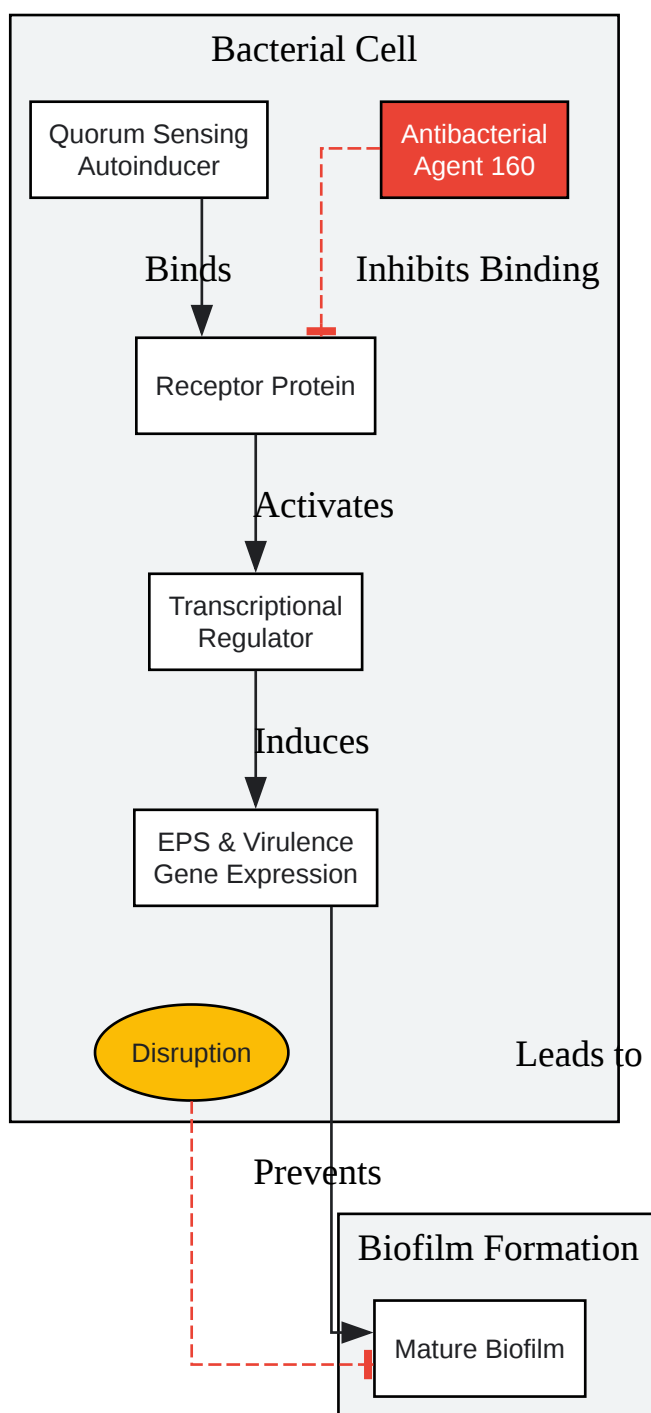 Bacterial Cell
Quorum Sensing
Autoinducer
Antibacterial
Agent 160
Binds
Inhibits Binding
Receptor Protein
Activates
Transcriptional
Regulator
Induces
EPS & Virulence
Gene Expression
Disruption
Leads to
Prevents
Biofilm Formation
Mature Biofilm